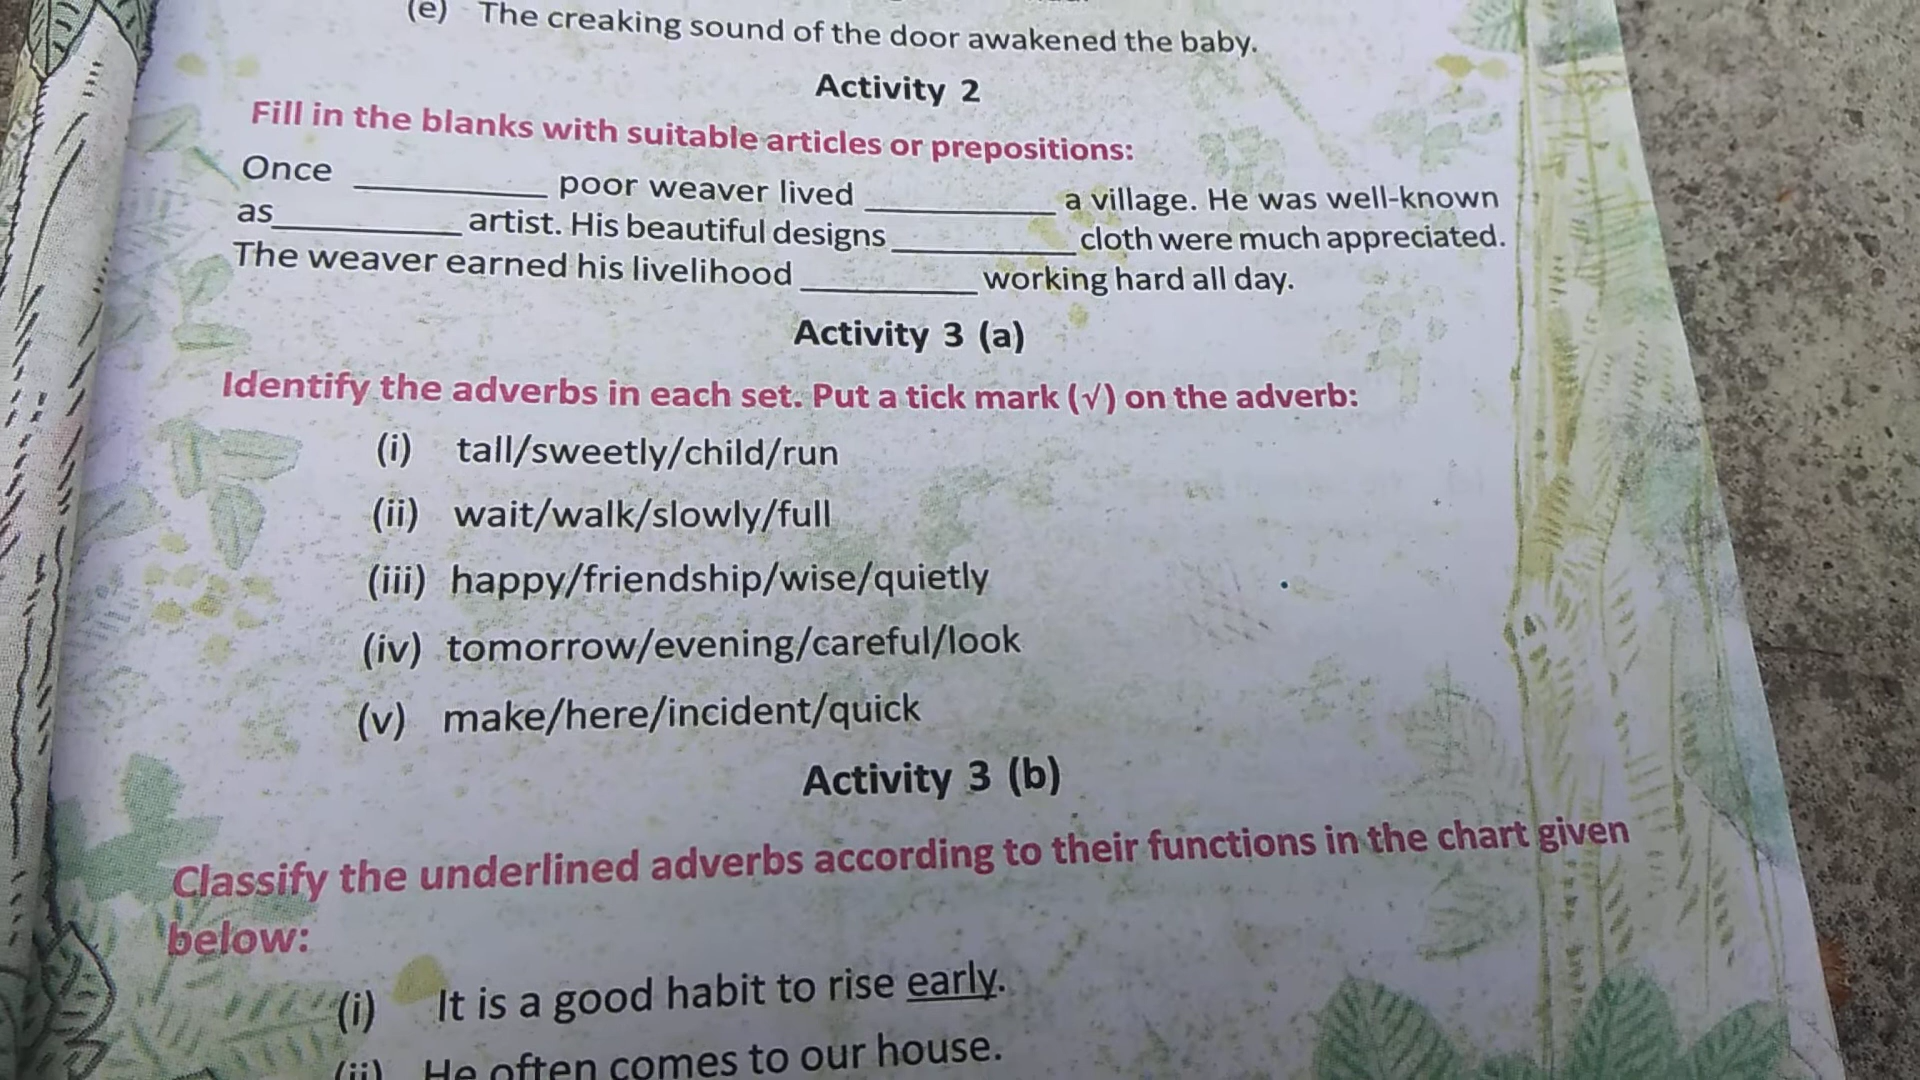 (e) The creaking sound of the door awakened the baby.
Activity 2
Fill in the blanks with suitable articles or prepositions:
Once __________ poor weaver lived __________ a village. He was well-known
as__________ artist. His beautiful designs __________ cloth were much appreciated.
The weaver earned his livelihood __________ working hard all day.
Activity 3 (a)
Identify the adverbs in each set. Put a tick mark (√) on the adverb:
(i) tall/sweetly/child/run
(ii) wait/walk/slowly/full
(iii) happy/friendship/wise/quietly
(iv) tomorrow/evening/careful/look
(v) make/here/incident/quick
Activity 3 (b)
Classify the underlined adverbs according to their functions in the chart given
below:
(i) It is a good habit to rise early.
(ii) He often comes to our house.